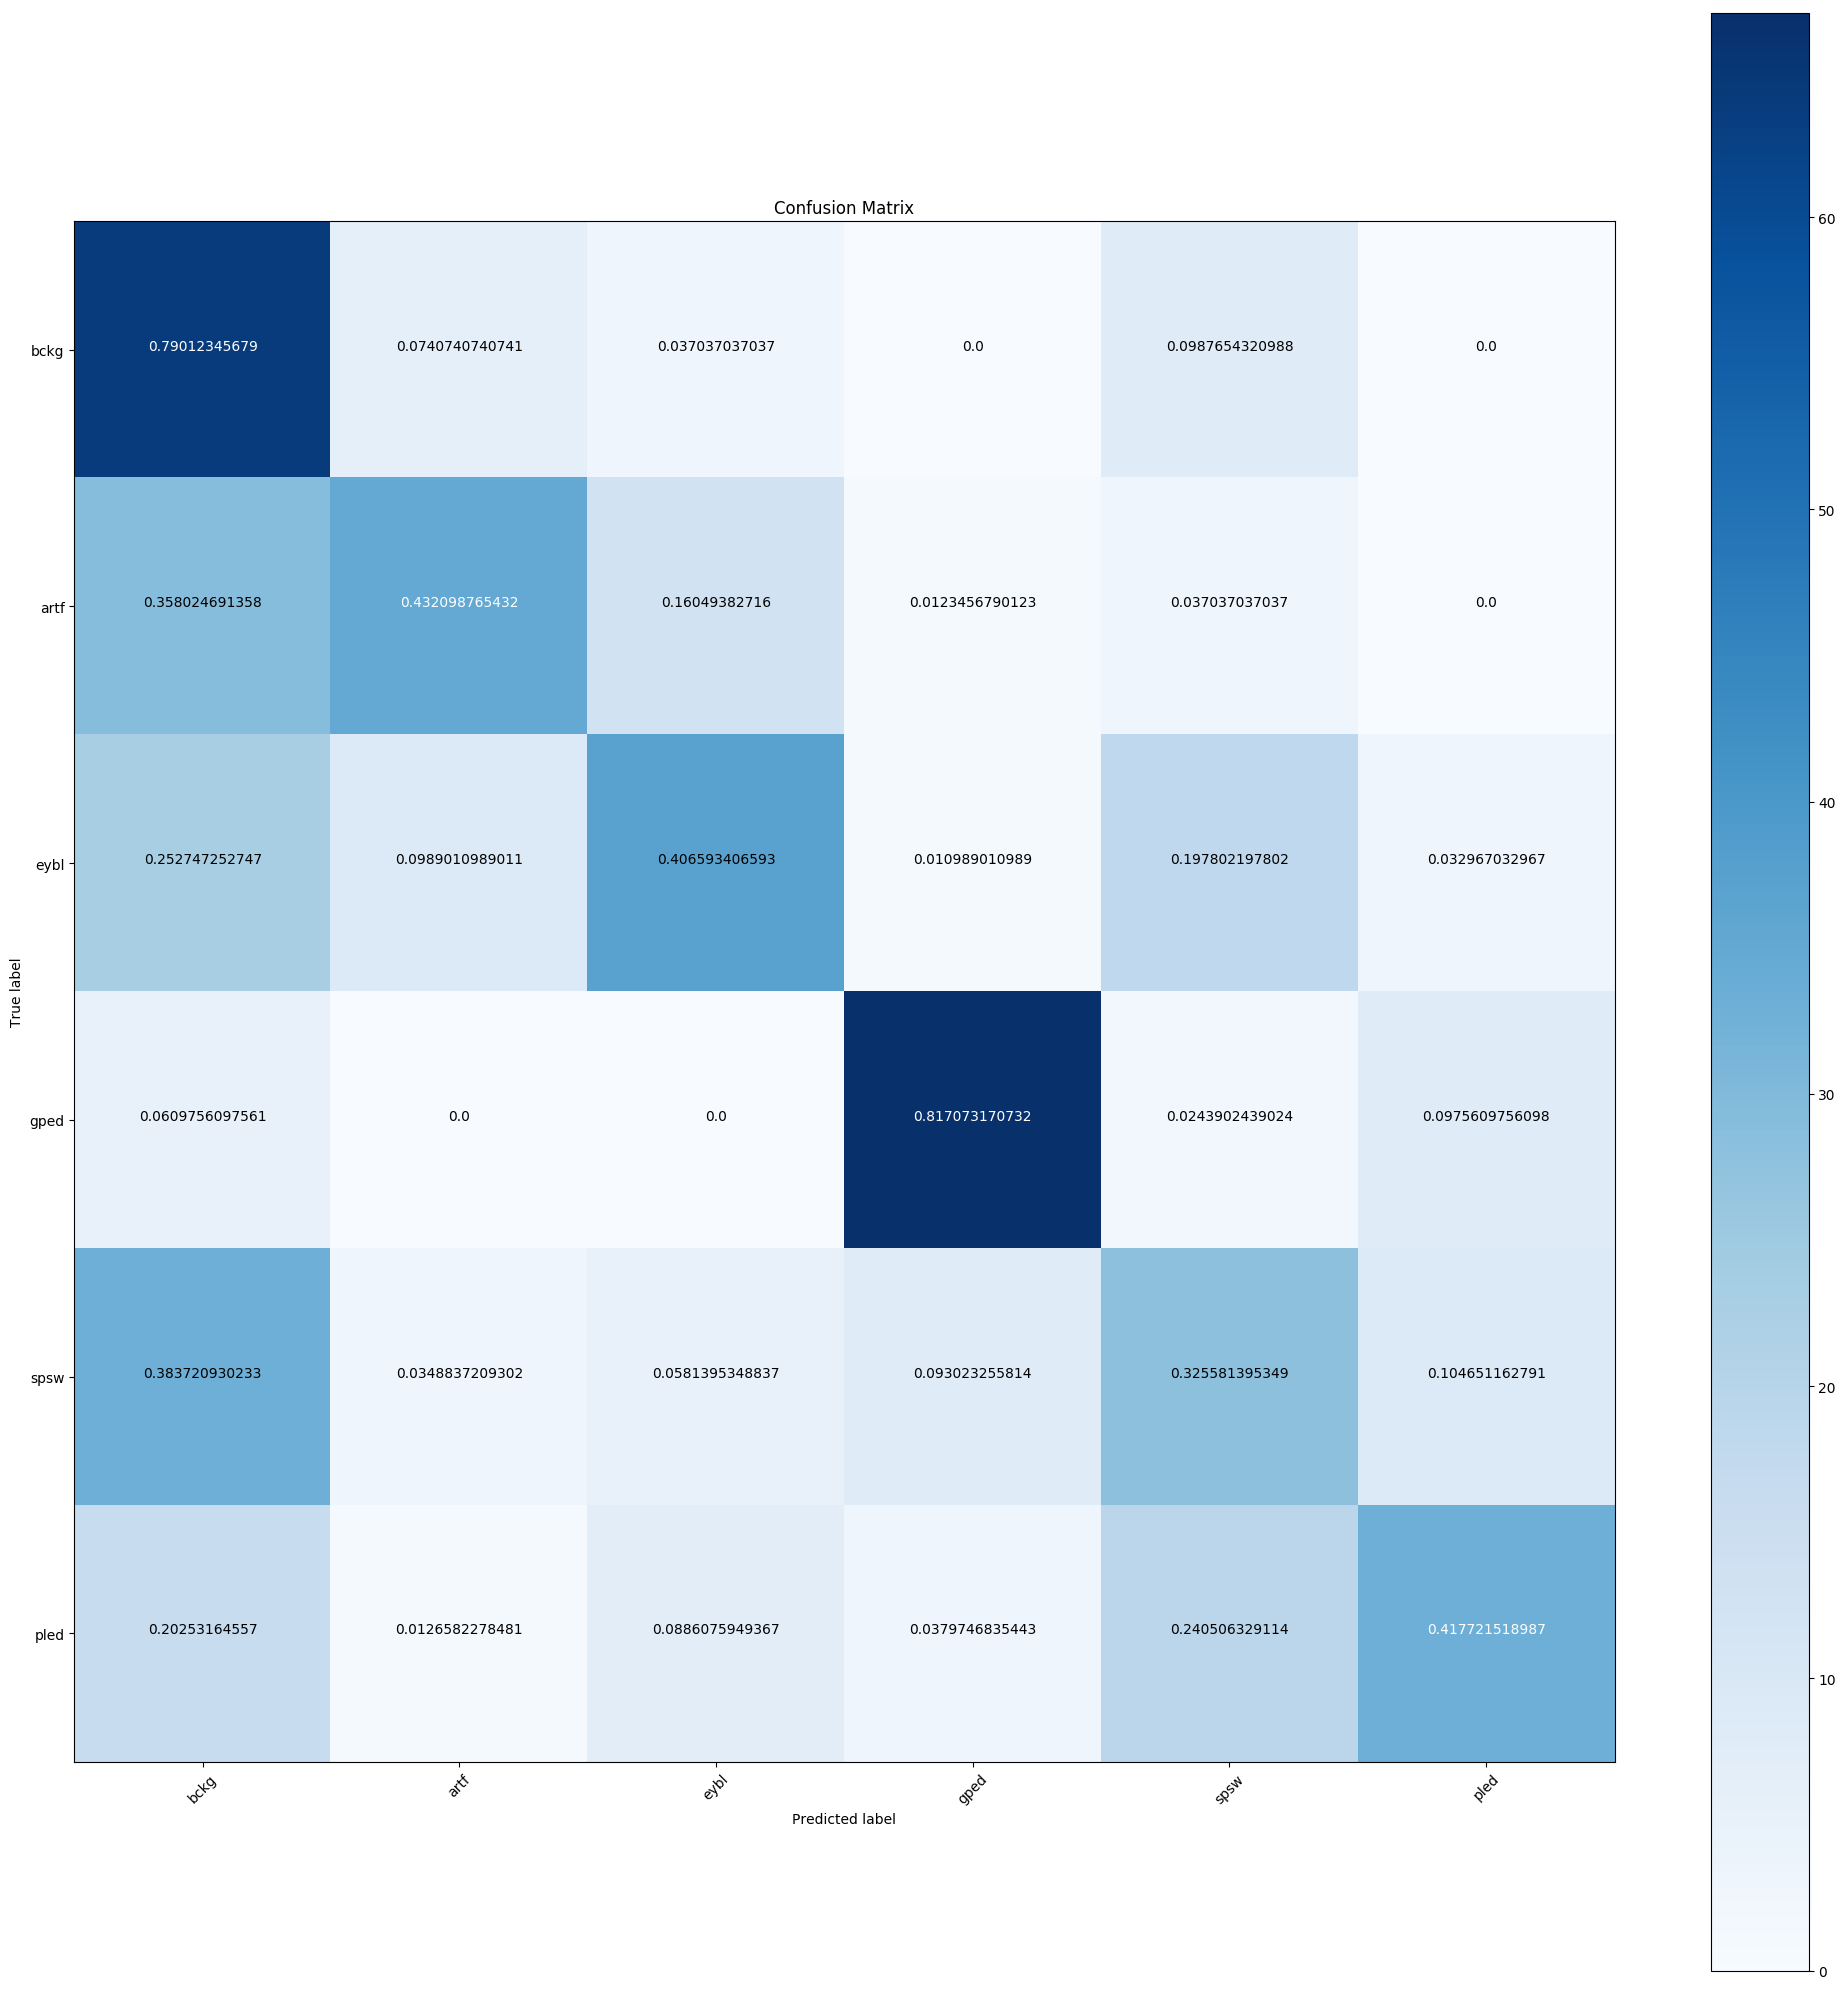 Confusion Matrix
bckg 0.79012345679 0.0740740740741 0.037037037037 0.0 0.0987654320988 0.0
artf 0.358024691358 0.432098765432 0.16049382716 0.0123456790123 0.037037037037 0.0
eybl 0.252747252747 0.0989010989011 0.406593406593 0.010989010989 0.197802197802 0.032967032967
True label
gped 0.0609756097561 0.0 0.0 0.817073170732 0.0243902439024 0.0975609756098
spsw 0.383720930233 0.0348837209302 0.0581395348837 0.093023255814 0.325581395349 0.104651162791
pled 0.20253164557 0.0126582278481 0.0886075949367 0.0379746835443 0.240506329114 0.417721518987
bckg artf eybl gped spsw pled
Predicted label
60
50
40
30
20
10
0